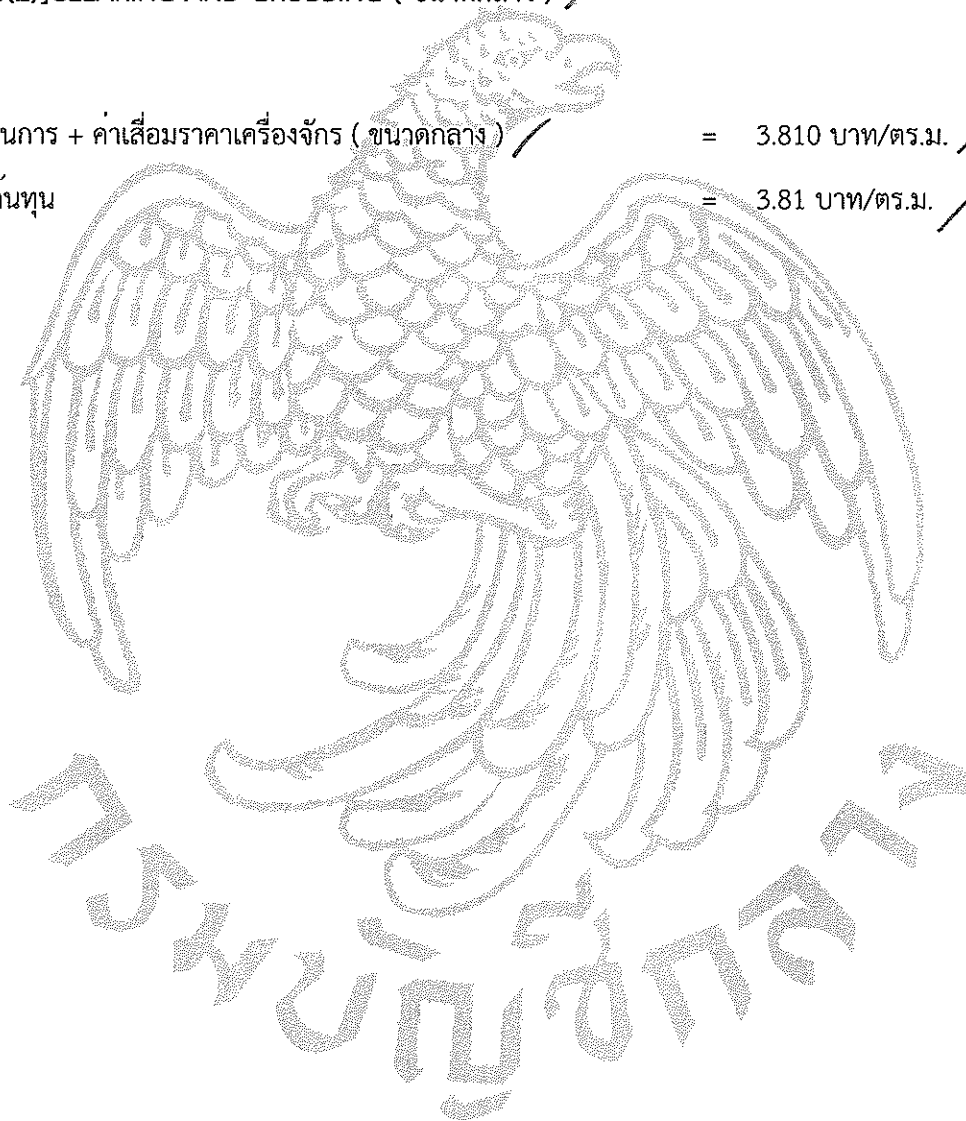 นการ + ค่าเสื่อมราคาเครื่องจักร ( ขนาดกลาง ) = 3.810 บาท/ตร.ม.
ันทุน = 3.81 บาท/ตร.ม.
กรมบัญชีกลาง